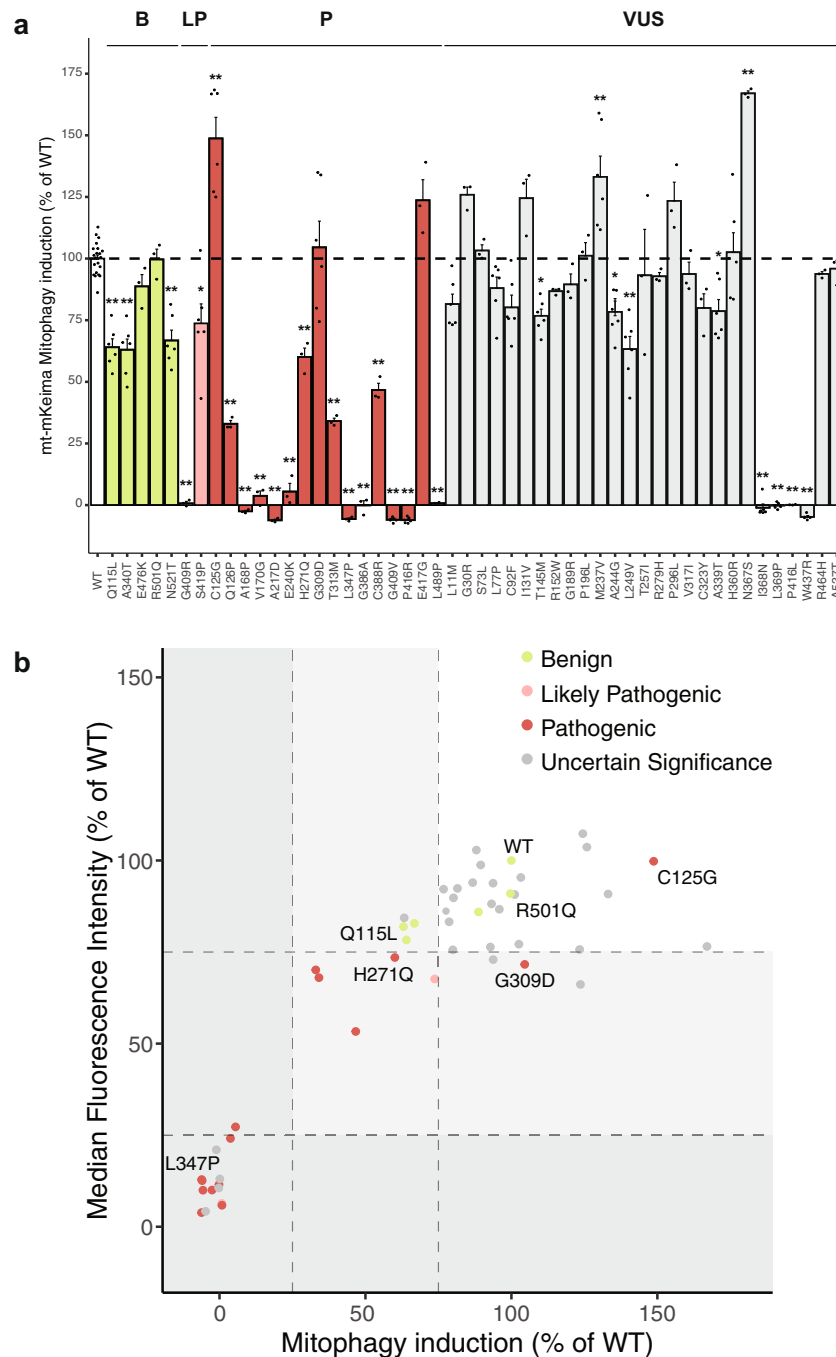 a
B LP P VUS
mt-mKeima Mitophagy induction (% of WT)
175
150
125
100
75
50
25
0
** ** ** ** * ** ** ** ** ** ** ** ** ** ** ** ** ** ** * ** * ** * ** ** ** ** **
WT Q115L A340T E476K R501Q N521T G409R S419P C125G Q126P A168P V170G A217D E240K H271Q G309D T313M L347P G386A C388R G409V P416R E417G L489P L11M G30R S73L L77P C92F I131V T145M R152W G189R P196L M237V A244G L249V T257I R279H P296L V317I C323Y A339T H360R N367S I368N L369P P416L W437R R464H
b
Median Fluorescence Intensity (% of WT)
150
100
50
0
Benign
Likely Pathogenic
Pathogenic
Uncertain Significance
WT
C125G
R501Q
Q115L
H271Q
G309D
L347P
0 50 100 150
Mitophagy induction (% of WT)